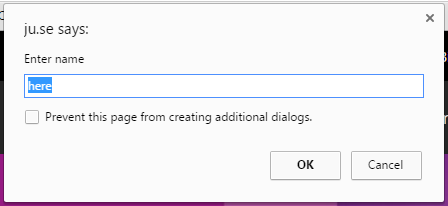 ju.se says:
Enter name
here
Prevent this page from creating additional dialogs.
OK Cancel